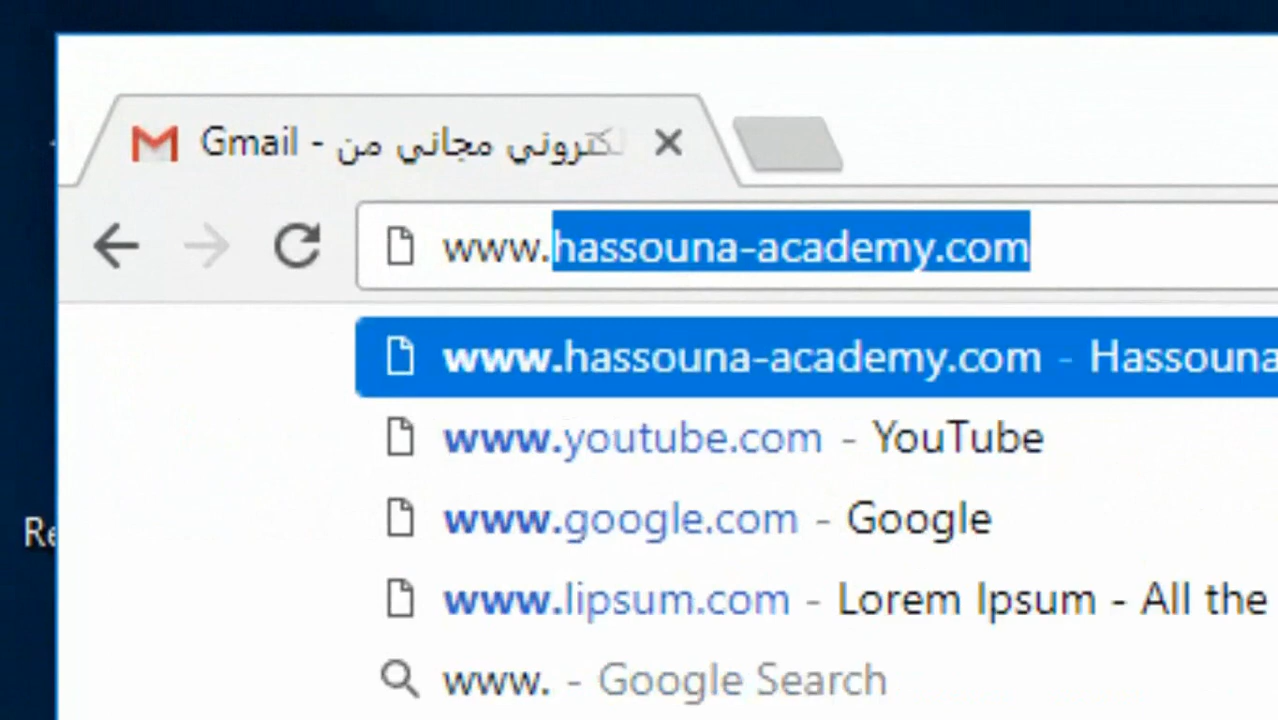 Gmail - كتروني مجاني من
www.hassouna-academy.com
www.hassouna-academy.com - Hassouna
www.youtube.com - YouTube
www.google.com - Google
www.lipsum.com - Lorem Ipsum - All the
www. - Google Search
Re